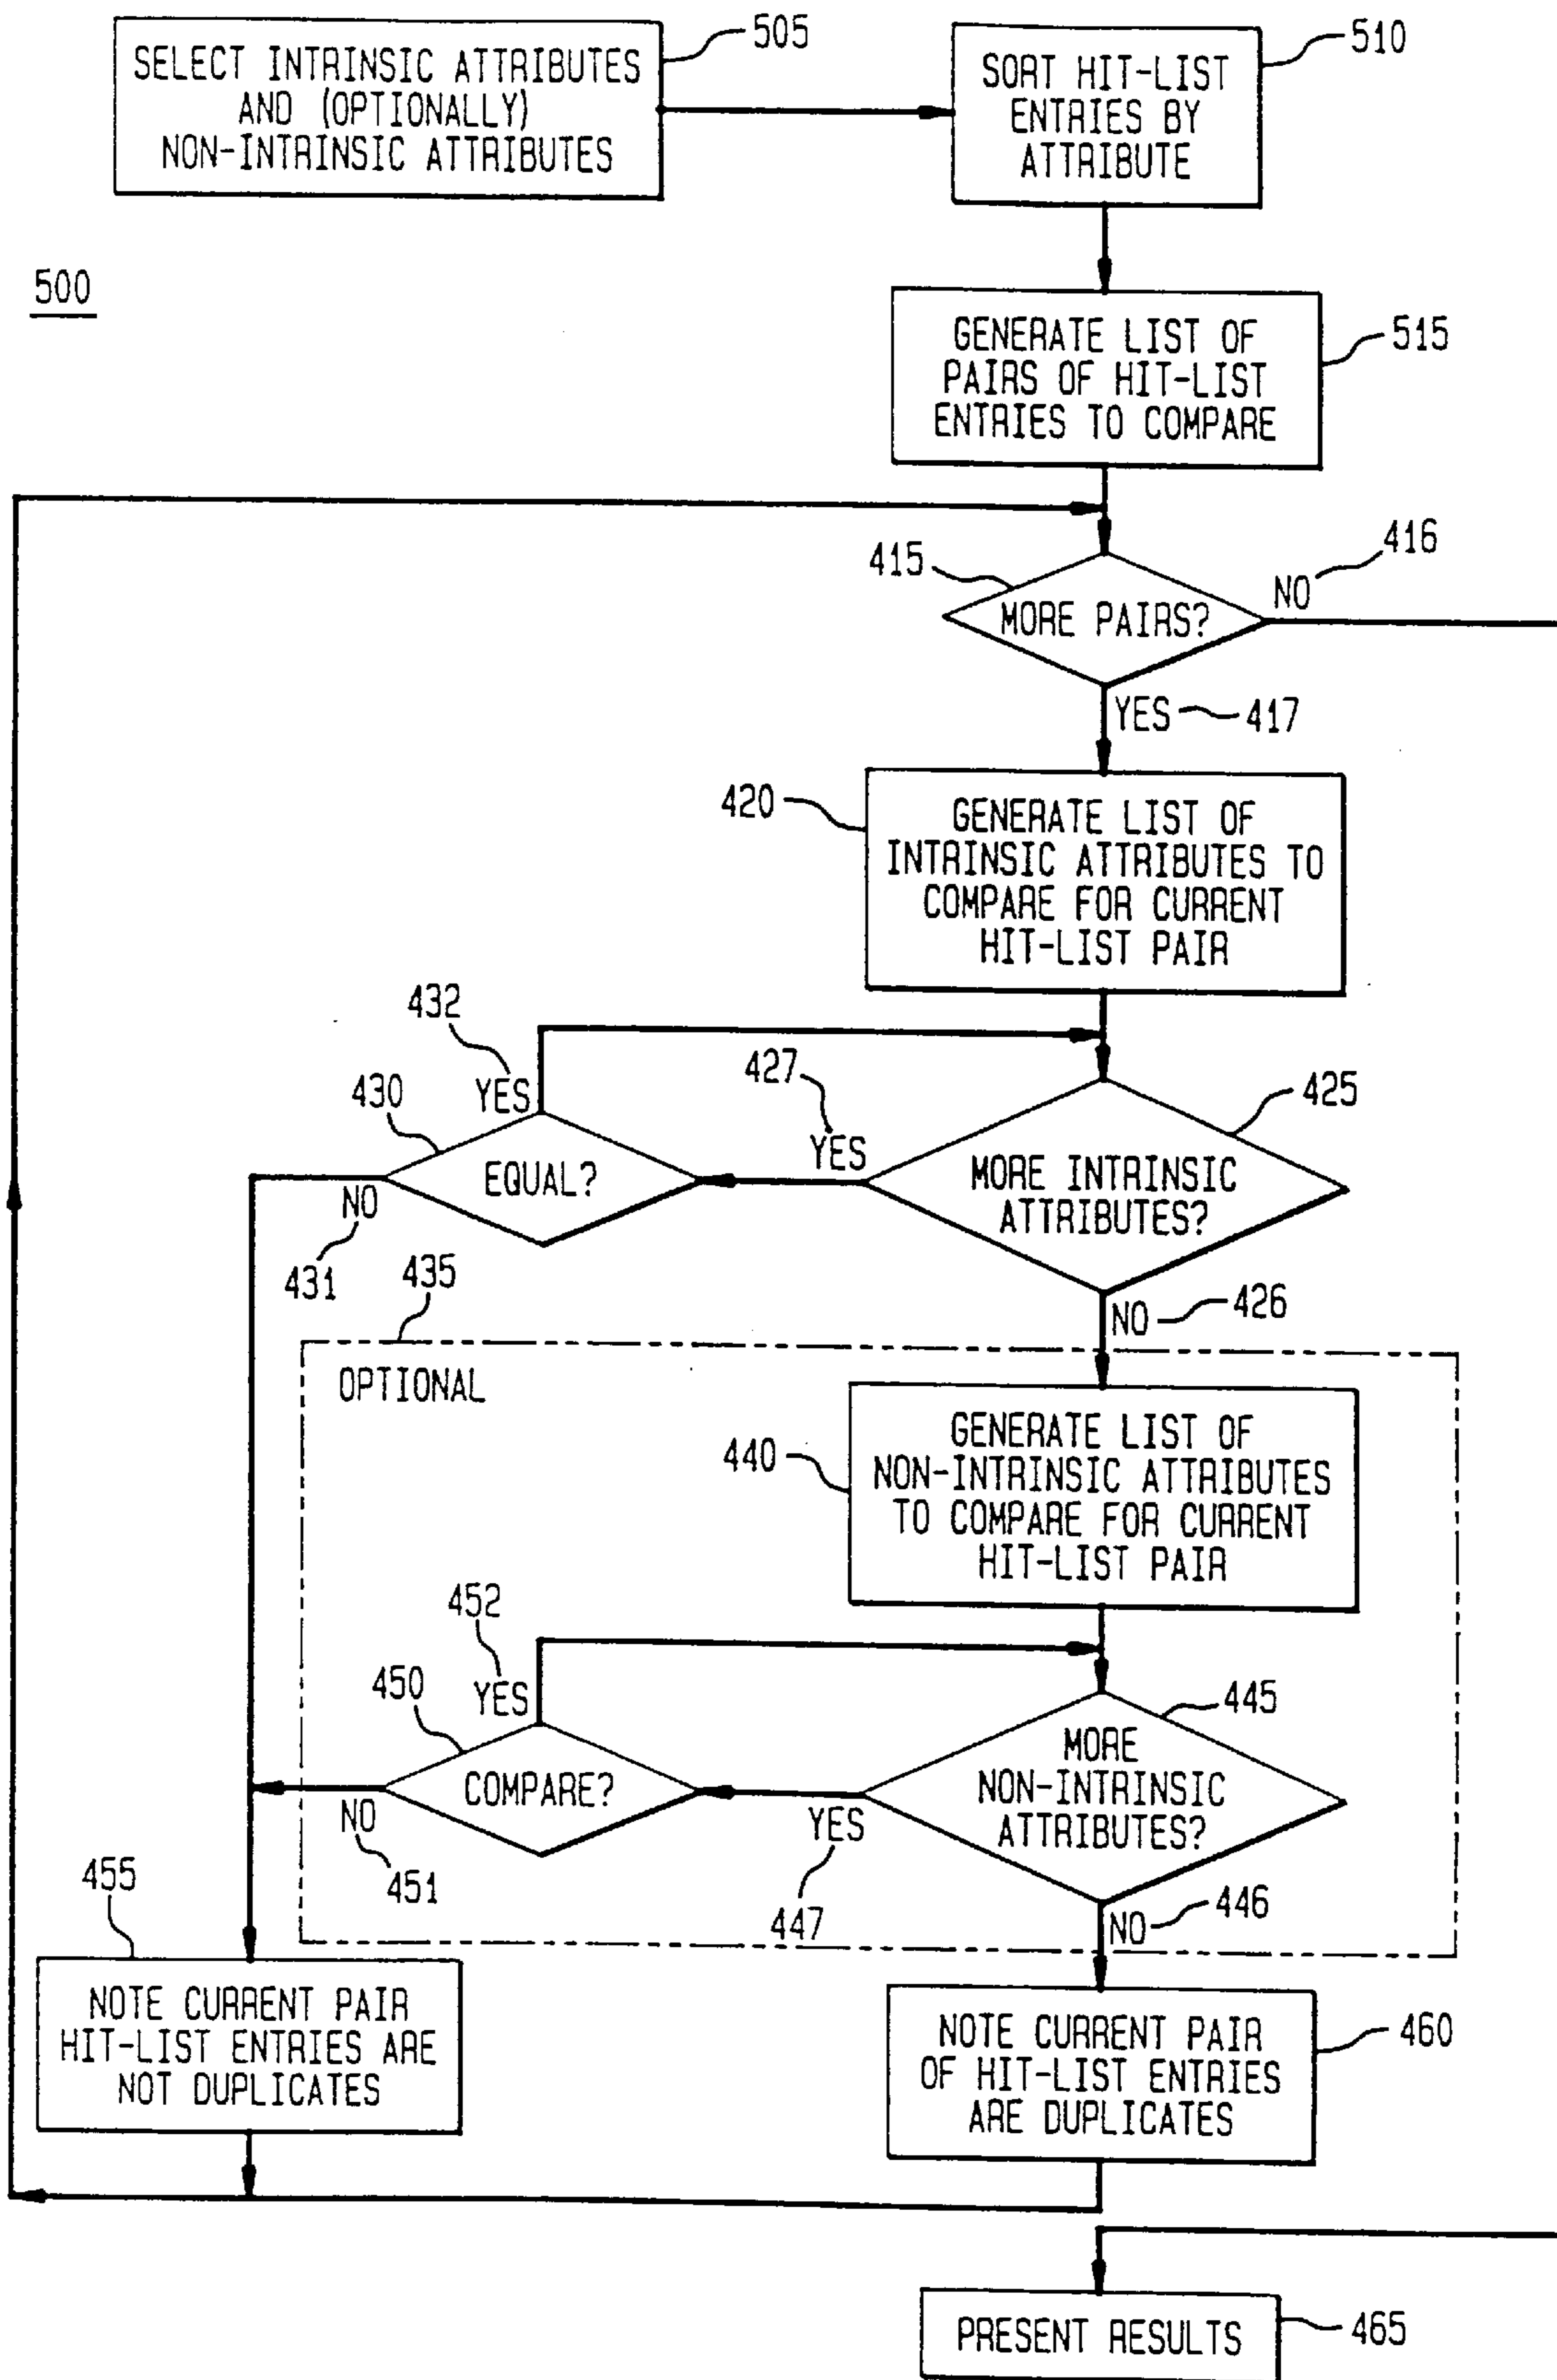 505
SELECT INTRINSIC ATTRIBUTES
AND (OPTIONALLY)
NON-INTRINSIC ATTRIBUTES
510
SORT HIT-LIST
ENTRIES BY
ATTRIBUTE
500
GENERATE LIST OF
PAIRS OF HIT-LIST
ENTRIES TO COMPARE
515
415
MORE PAIRS?
NO
416
YES
417
420
GENERATE LIST OF
INTRINSIC ATTRIBUTES TO
COMPARE FOR CURRENT
HIT-LIST PAIR
432
YES
430
EQUAL?
NO
431
427
YES
425
MORE INTRINSIC
ATTRIBUTES?
NO
426
435
OPTIONAL
440
GENERATE LIST OF
NON-INTRINSIC ATTRIBUTES
TO COMPARE FOR CURRENT
HIT-LIST PAIR
452
YES
450
COMPARE?
NO
451
445
MORE
NON-INTRINSIC
ATTRIBUTES?
YES
447
NO
446
455
NOTE CURRENT PAIR
HIT-LIST ENTRIES ARE
NOT DUPLICATES
NOTE CURRENT PAIR
OF HIT-LIST ENTRIES
ARE DUPLICATES
460
PRESENT RESULTS
465